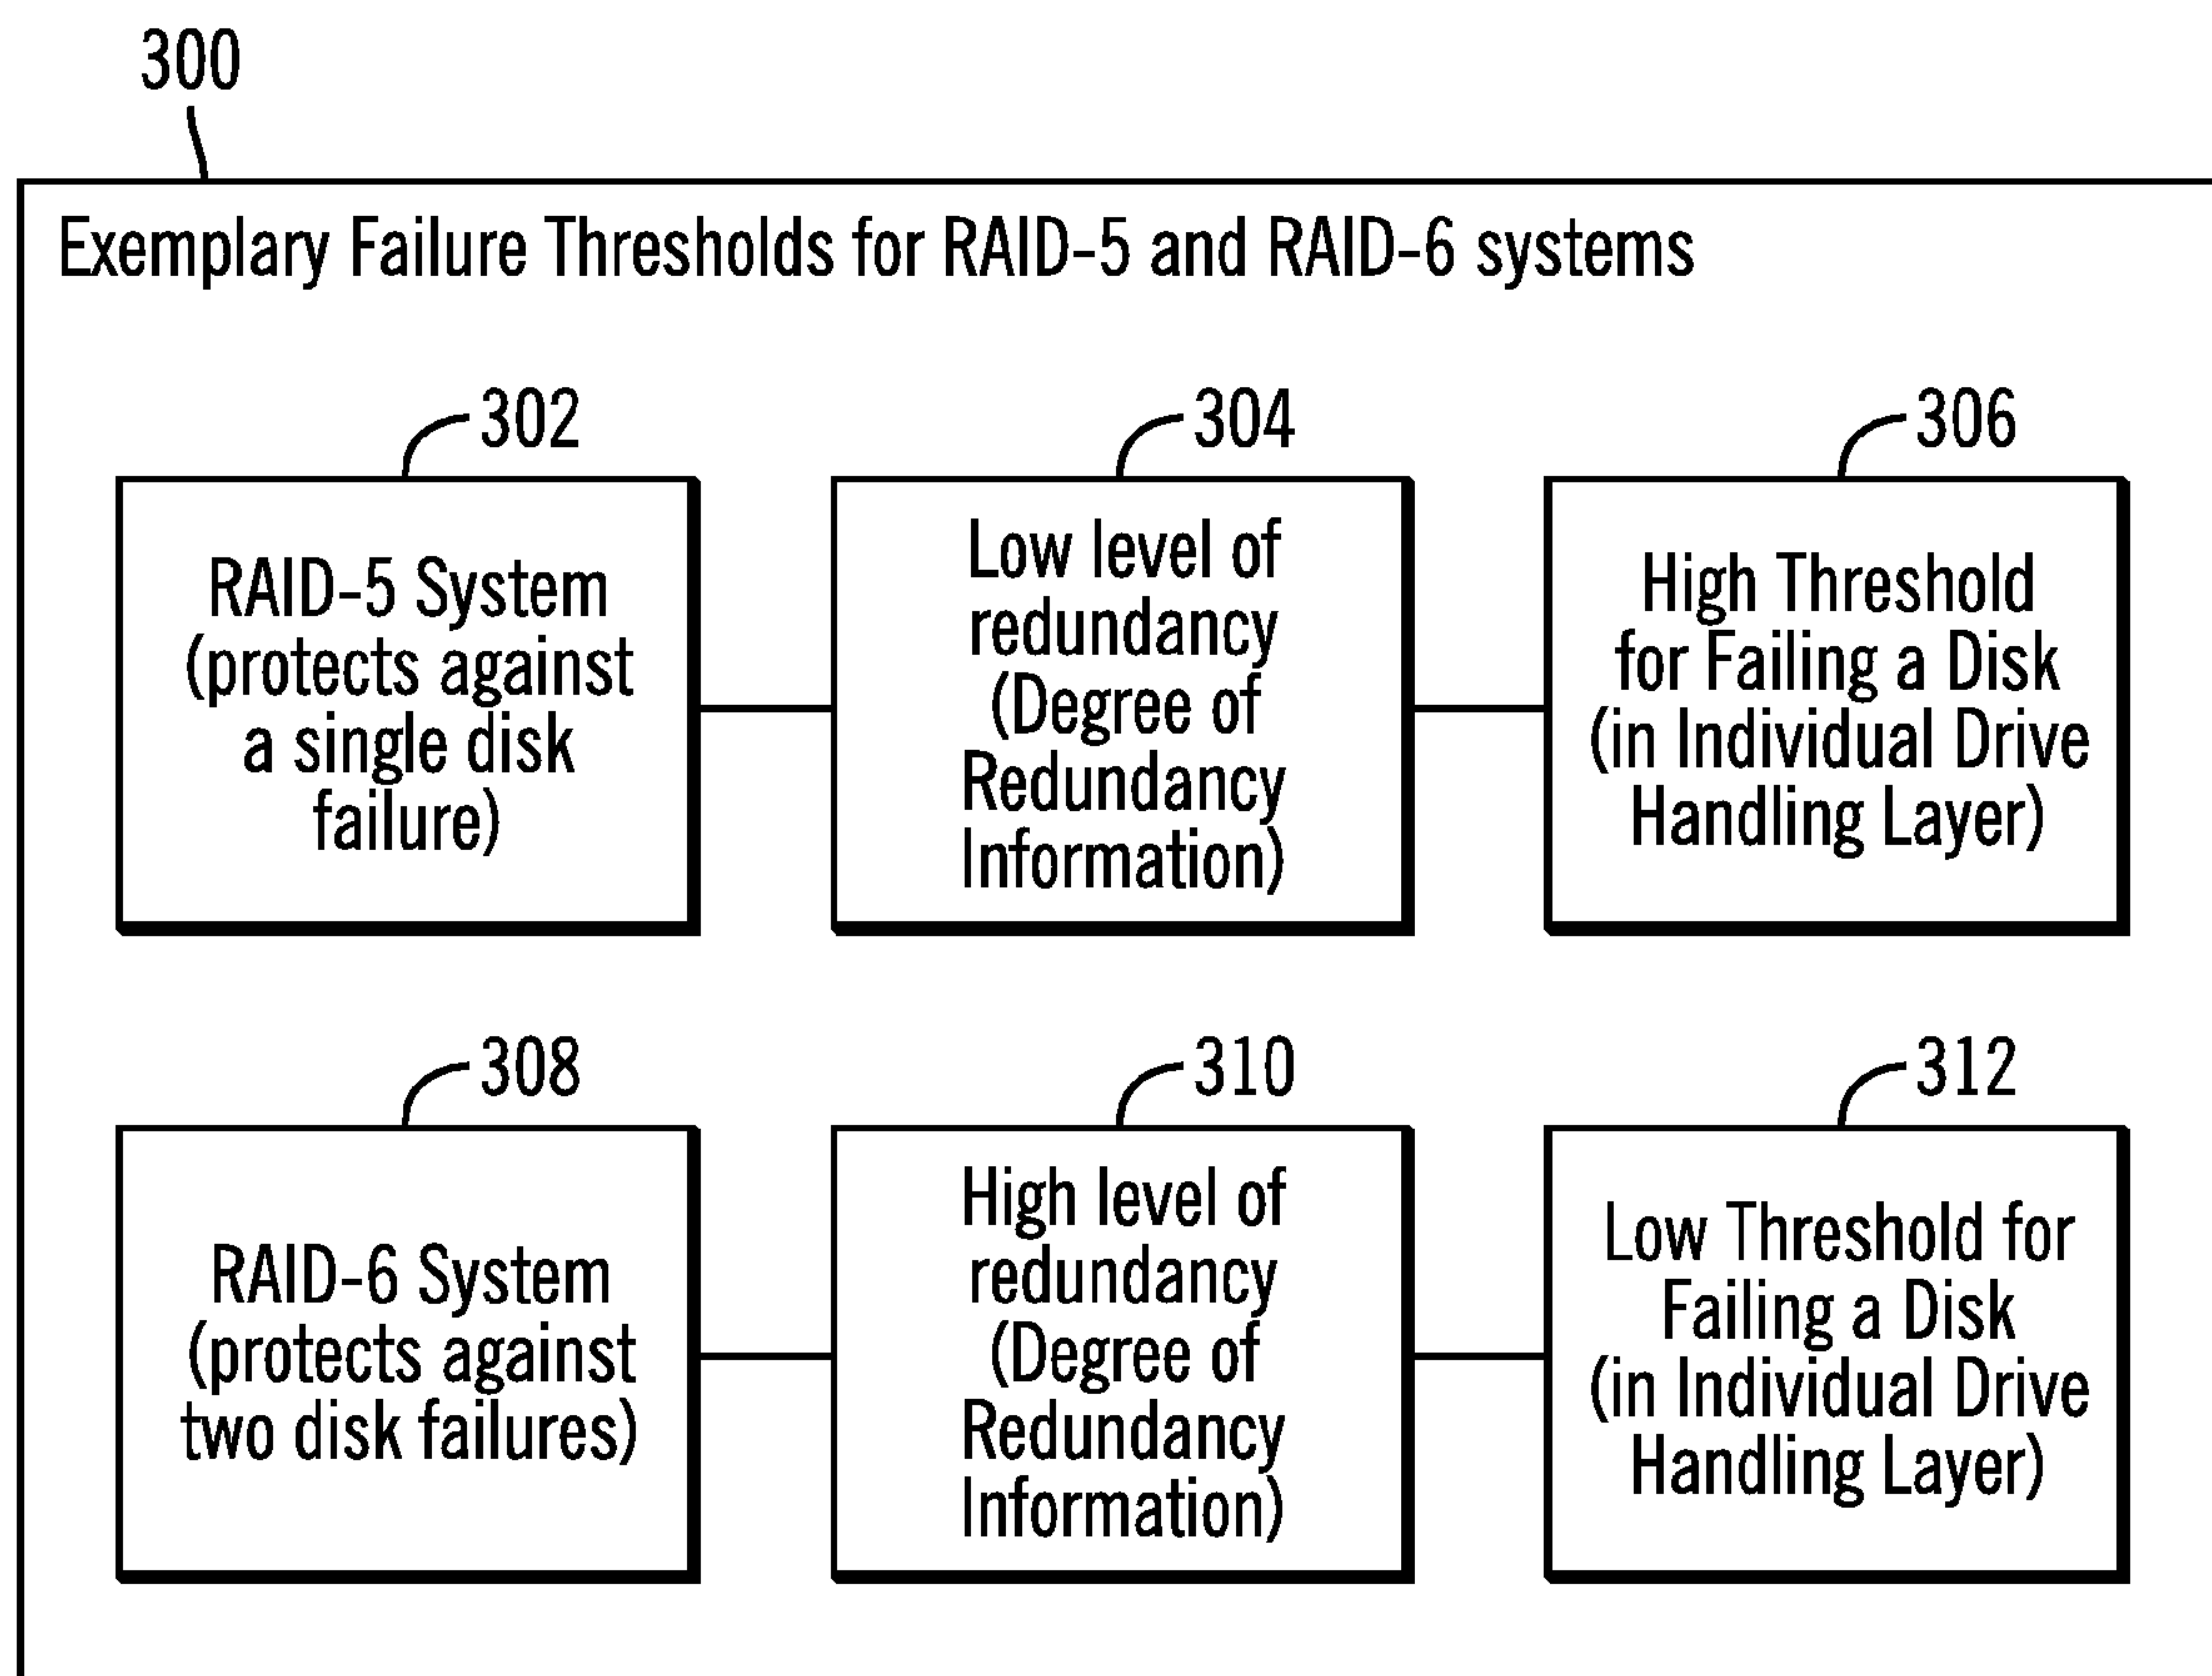 300
Exemplary Failure Thresholds for RAID-5 and RAID-6 systems
302
RAID-5 System
(protects against
a single disk
failure)
304
Low level of
redundancy
(Degree of
Redundancy
Information)
306
High Threshold
for Failing a Disk
(in Individual Drive
Handling Layer)
308
RAID-6 System
(protects against
two disk failures)
310
High level of
redundancy
(Degree of
Redundancy
Information)
312
Low Threshold for
Failing a Disk
(in Individual Drive
Handling Layer)